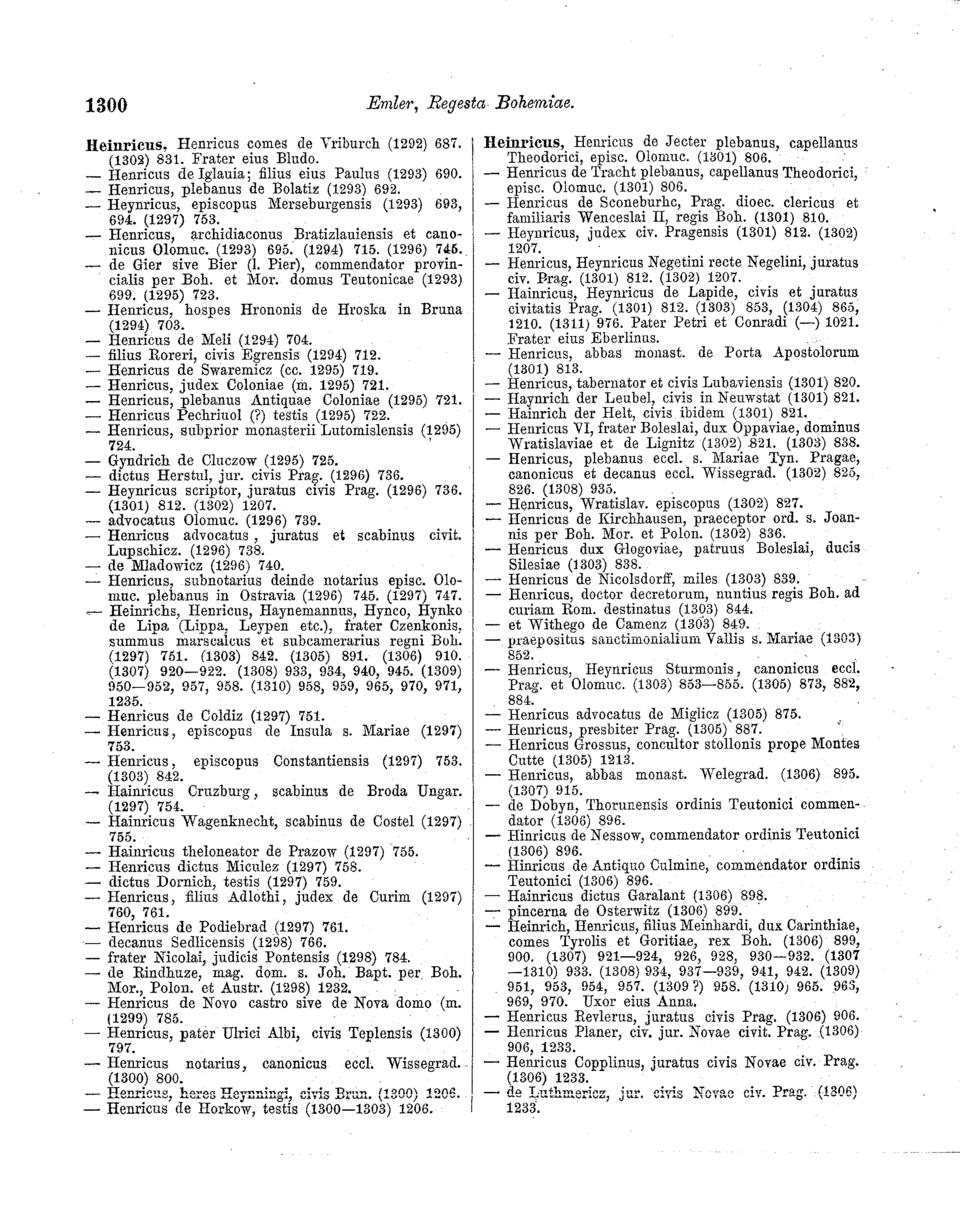 1300
Emler, Regesta Bohemiae.
Heinricus, Henricus comes de Vriburch (1292) 687.
(1302) 831. Frater eius Bludo.
— Henricus de Iglauia; filius eius Paulus (1293) 690.
— Henricus, plebanus de Bolatiz (1293) 692.
— Heynricus, episcopus Merseburgensis (1293) 693,
694. (1297) 753.
— Henricus, archidiaconus Bratizlauiensis et cano-
nicus Olomuc. (1293) 695. (1294) 715. (1296) 745.
— de Gier sive Bier (l. Pier), commendator provin-
cialis per Boh. et Mor. domus Teutonicae (1293)
699. (1295) 723.
— Henricus, hospes Hrononis de Hroska in Bruna
(1294) 703.
— Henricus de Meli (1294) 704.
— filius Roreri, civis Egrensis (1294) 712.
— Henricus de Swaremicz (cc. 1295) 719.
— Henricus, judex Coloniae (m. 1295) 721.
— Henricus, plebanus Antiquae Coloniae (1295) 721.
— Henricus Pechriuol (?) testis (1295) 722.
— Henricus, subprior monasterii Lutomislensis (1295)
724.
— Gyndrich de Cluczow (1295) 725.
— dictus Herstul, jur. civis Prag. (1296) 736.
— Heynricus scriptor, juratus civis Prag. (1296) 736.
(1301) 812. (1302) 1207.
— advocatus Olomuc. (1296) 739.
— Henricus advocatus, juratus et scabinus civit.
Lupschicz. (1296) 738.
— de Mladowicz (1296) 740.
— Henricus, subnotarius deinde notarius episc. Olo-
muc. plebanus in Ostravia (1296) 745. (1297) 747.
— Heinrichs, Henricus, Haynemannus, Hynco, Hynko
de Lipa (Lippa, Leypen etc.), frater Czenkonis,
summus marscalcus et subcamerarius regni Boh.
(1297) 751. (1303) 842. (1305) 891. (1306) 910.
(1307) 920—922. (1308) 933, 934, 940, 945. (1309)
950—952, 957, 958. (1310) 958, 959, 965, 970, 971,
1235.
— Henricus de Coldiz (1297) 751.
— Henricus, episcopus de Insula s. Mariae (1297)
753.
— Henricus, episcopus Constantiensis (1297) 753.
(1303) 842.
— Hainricus Cruzburg, scabinus de Broda Ungar.
(1297) 754.
— Hainricus Wagenknecht, scabinus de Costel (1297)
755.
— Hainricus theloneator de Prazow (1297) 755.
— Henricus dictus Miculez (1297) 758.
— dictus Dornich, testis (1297) 759.
— Henricus, filius Adlothi, judex de Curim (1297)
760, 761.
— Henricus de Podiebrad (1297) 761.
— decanus Sedlicensis (1298) 766.
— frater Nicolai, judicis Pontensis (1298) 784.
— de Rindhuze, mag. dom. s. Joh. Bapt. per Boh.
Mor., Polon. et Austr. (1298) 1232.
— Henricus de Novo castro sive de Nova domo (m.
(1299) 785.
— Henricus, pater Ulrici Albi, civis Teplensis (1300)
797.
— Henricus notarius, canonicus eccl. Wissegrad.
(1300) 800.
— Henricus, heres Heynningi, civis Brun. (1300) 1206.
— Henricus de Horkow, testis (1300—1303) 1206.
Heinricus, Henricus de Jecter plebanus, capellanus
Theodorici, episc. Olomuc. (1301) 806.
— Henricus de Tracht plebanus, capellanus Theodorici,
episc. Olomuc. (1301) 806.
— Henricus de Sconeburhc, Prag. dioec. clericus et
familiaris Wenceslai II, regis Boh. (1301) 810.
— Heynricus, judex civ. Pragensis (1301) 812. (1302)
1207.
— Henricus, Heynricus Negetini recte Negelini, juratus
civ. Prag. (1301) 812. (1302) 1207.
— Hainricus, Heynricus de Lapide, civis et juratus
civitatis Prag. (1301) 812. (1303) 853, (1304) 865,
1210. (1311) 976. Pater Petri et Conradi (—) 1021.
Frater eius Eberlinus.
— Henricus, abbas monast. de Porta Apostolorum
(1301) 813.
— Henricus, tabernator et civis Lubaviensis (1301) 820.
— Haynrich der Leubel, civis in Neuwstat (1301) 821.
— Hainrich der Helt, civis ibidem (1301) 821.
— Henricus VI, frater Boleslai, dux Oppaviae, dominus
Wratislaviae et de Lignitz (1302) 821. (1303) 838.
— Henricus, plebanus eccl. s. Mariae Tyn. Pragae,
canonicus et decanus eccl. Wissegrad. (1302) 825,
826. (1308) 935.
— Henricus, Wratislav. episcopus (1302) 827.
— Henricus de Kirchhausen, praeceptor ord. s. Joan-
nis per Boh. Mor. et Polon. (1302) 836.
— Henricus dux Glogoviae, patruus Boleslai, ducis
Silesiae (1303) 838.
— Henricus de Nicolsdorff, miles (1303) 839.
— Henricus, doctor decretorum, nuntius regis Boh. ad
curiam Rom. destinatus (1303) 844.
— et Withego de Camenz (1303) 849.
— praepositus sanctimonialium Vallis s. Mariae (1303)
852.
— Henricus, Heynricus Sturmonis, canonicus eccl.
Prag. et Olomuc. (1303) 853—855. (1305) 873, 882,
884.
— Henricus advocatus de Miglicz (1305) 875.
— Henricus, presbiter Prag. (1305) 887.
— Henricus Grossus, concultor stollonis prope Montes
Cutte (1305) 1213.
— Henricus, abbas monast. Welegrad. (1306) 895.
(1307) 915.
— de Dobyn, Thorunensis ordinis Teutonici commen-
dator (1306) 896.
— Hinricus de Nessow, commendator ordinis Teutonici
(1306) 896.
— Hinricus de Antiquo Culmine, commendator ordinis
Teutonici (1306) 896.
— Hainricus dictus Garalant (1306) 898.
— pincerna de Osterwitz (1306) 899.
— Heinrich, Henricus, filius Meinhardi, dux Carinthiae,
comes Tyrolis et Goritiae, rex Boh. (1306) 899,
900. (1307) 921—924, 926, 928, 930—932. (1307
—1310) 933. (1308) 934, 937—939, 941, 942. (1309)
951, 953, 954, 957. (1309?) 958. (1310) 965. 963,
969, 970. Uxor eius Anna.
— Henricus Revlerus, juratus civis Prag. (1306) 906.
— Henricus Planer, civ. jur. Novae civit. Prag. (1306)
906, 1233.
— Henricus Copplinus, juratus civis Novae civ. Prag.
(1306) 1233.
— de Luthmericz, jur. civis Novae civ. Prag. (1306)
1233.